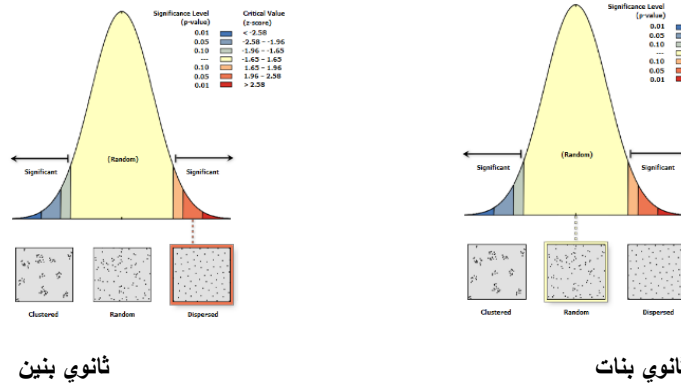 Significance Level
(p-value)
Critical Value
(z-score)
0.01 < -2.58
0.05 -2.58 - -1.96
0.10 -1.96 - -1.65
--- -1.65 - 1.65
0.10 1.65 - 1.96
0.05 1.96 - 2.58
0.01 > 2.58
(Random)
Significant
Significant
Clustered
Random
Dispersed
ثانوي بنين
Significance Level
(p-value)
0.01
0.05
0.10
---
0.10
0.05
0.01
(Random)
Significant
Significant
Clustered
Random
Dispersed
بنات